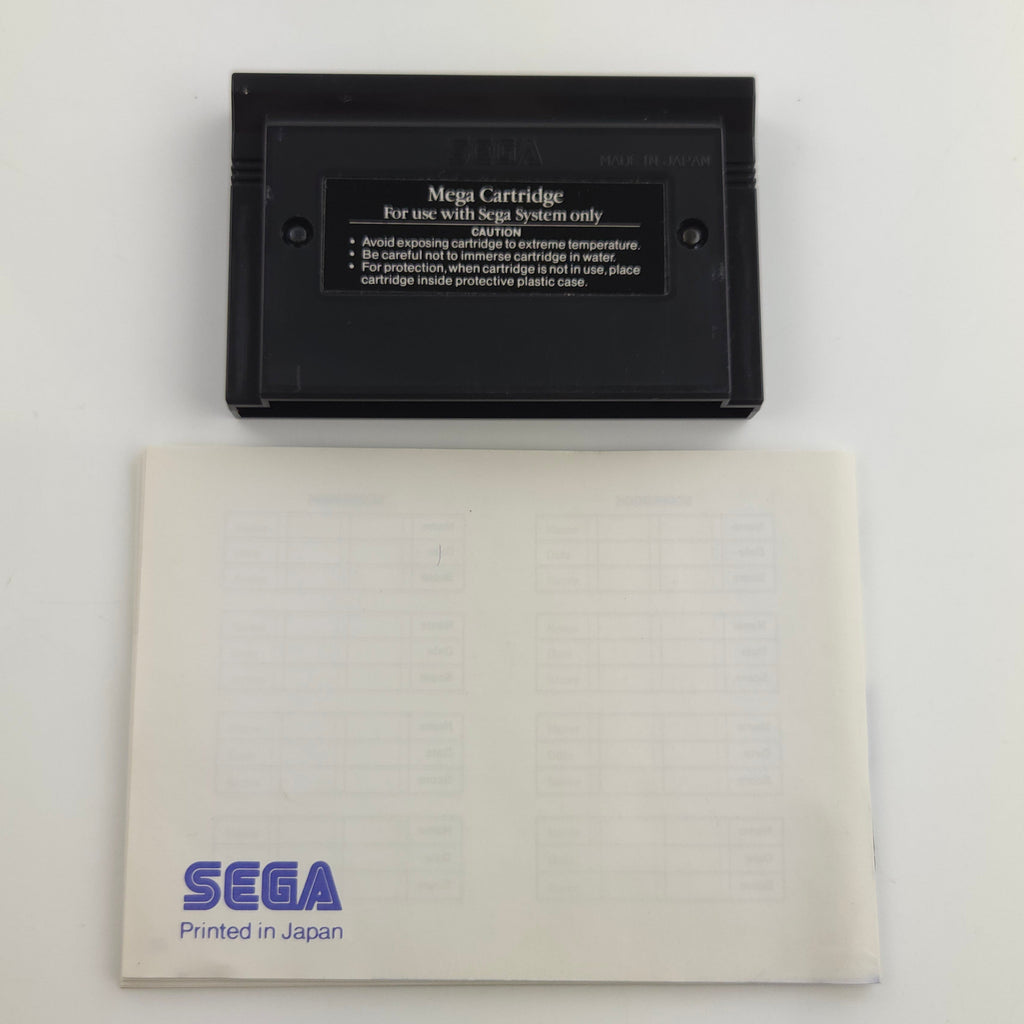 SEGA
MADE IN JAPAN
Mega Cartridge
For use with Sega System only
CAUTION
• Avoid exposing cartridge to extreme temperature.
• Be careful not to immerse cartridge in water.
• For protection, when cartridge is not in use, place
cartridge inside protective plastic case.
SEGA
Printed in Japan